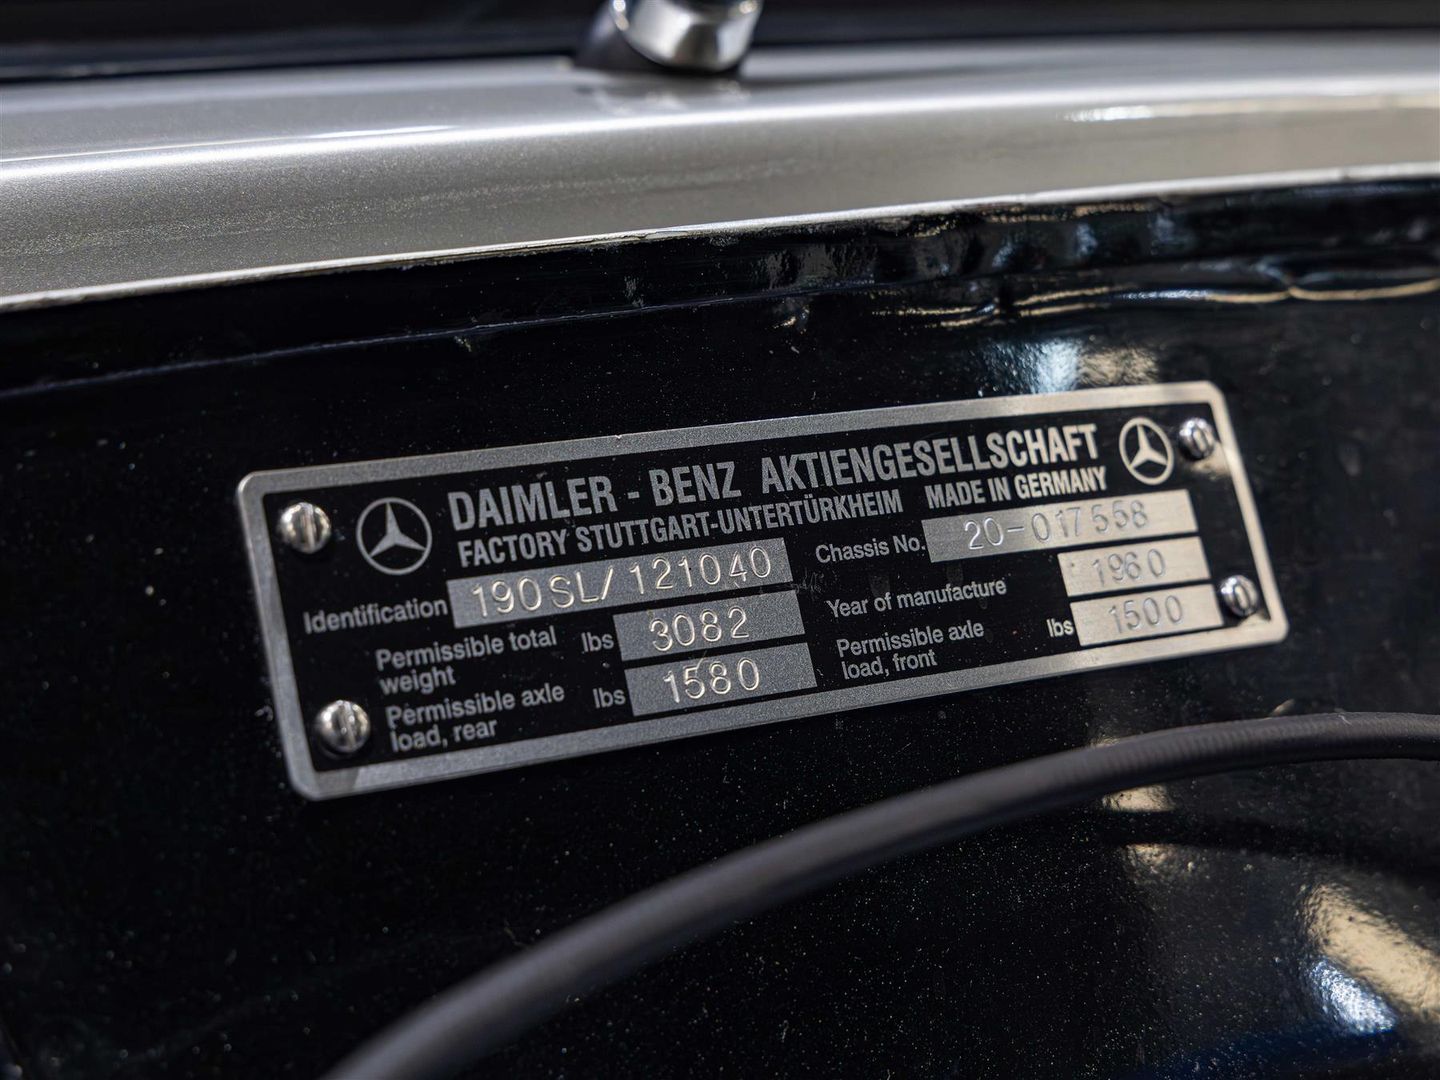 DAIMLER - BENZ AKTIENGESELLSCHAFT
FACTORY STUTTGART-UNTERTÜRKHEIM MADE IN GERMANY
Identification 190SL/121040 Chassis No. 20-017558
Permissible total weight lbs 3082 Year of manufacture 1960
Permissible axle load, rear lbs 1580 Permissible axle load, front lbs 1500